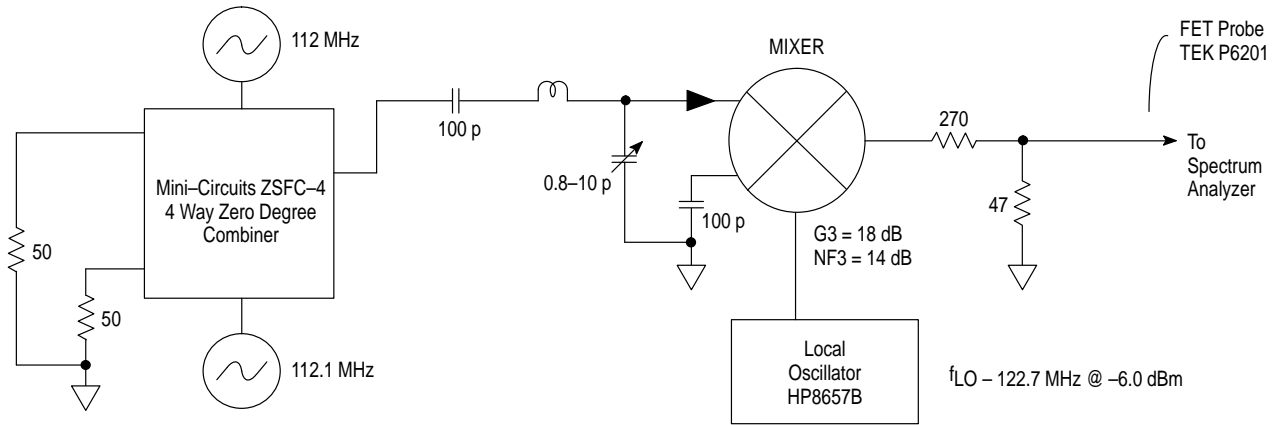 112 MHz
FET Probe
TEK P6201
MIXER
100 p
270
To
Spectrum
Analyzer
Mini–Circuits ZSFC–4
4 Way Zero Degree
Combiner
0.8–10 p
100 p
47
50
G3 = 18 dB
NF3 = 14 dB
50
112.1 MHz
Local
Oscillator
HP8657B
fLO – 122.7 MHz @ –6.0 dBm